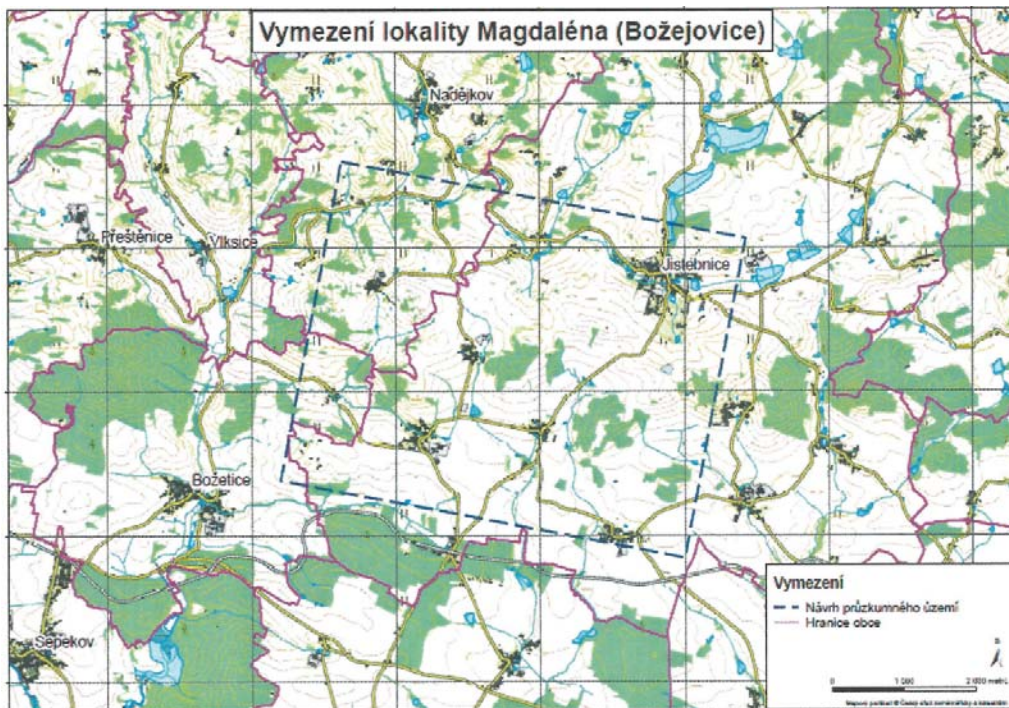 Vymezení lokality Magdaléna (Božejovice)
Nadějkov
Přeštěnice
Vlksice
Jistebnice
Božetice
Sepekov
Vymezení
Návrh průzkumného území
Hranice obce
0 1 000 2 000 metrů